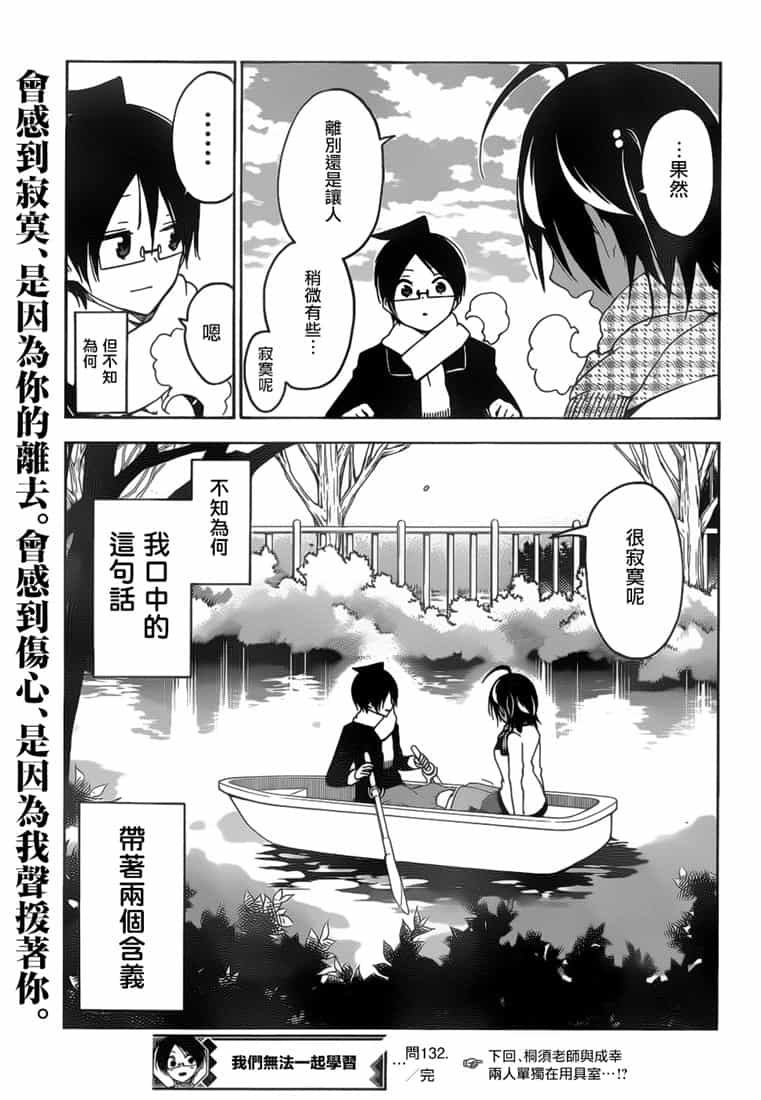 …果然
離別還是讓人
稍微有些…
寂寞呢
……
嗯
但不知
為何
很寂寞呢
不知為何
我口中的
這句話
帶著兩個含義
會感到寂寞、是因為你的離去。會感到傷心、是因為我聲援著你。
我們無法一起學習
…問132.／完
☞下回、桐須老師與成幸
兩人單獨在用具室…!?